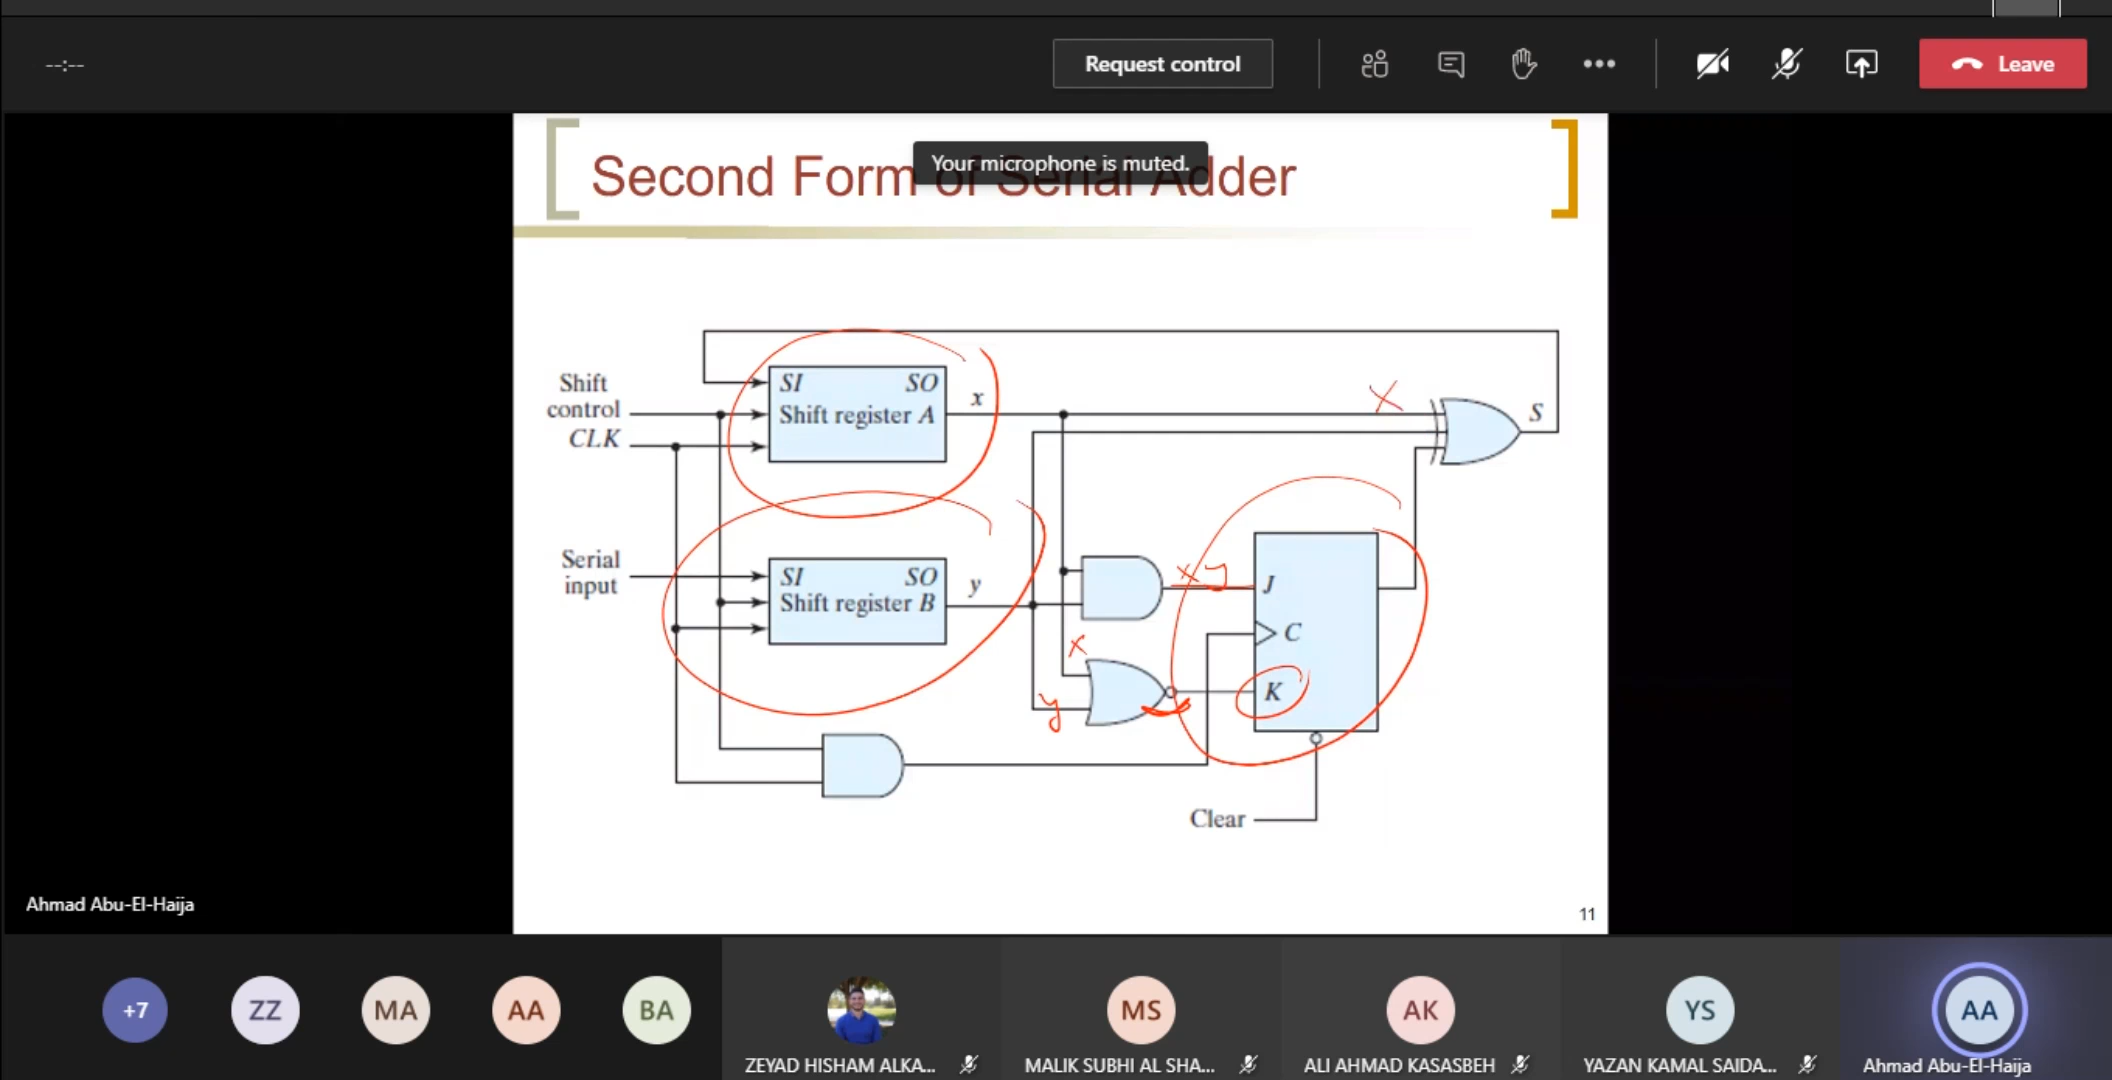 --:--
Request control
Leave
Your microphone is muted.
Second Form of Serial Adder
Shift control
CLK
SI SO
Shift register A
x
X
S
Serial input
SI SO
Shift register B
y
xy
J
C
K
x
y
Clear
11
Ahmad Abu-El-Haija
+7
ZZ
MA
AA
BA
MS
AK
YS
AA
ZEYAD HISHAM ALKA...
MALIK SUBHI AL SHA...
ALI AHMAD KASASBEH
YAZAN KAMAL SAIDA...
Ahmad Abu-El-Haija